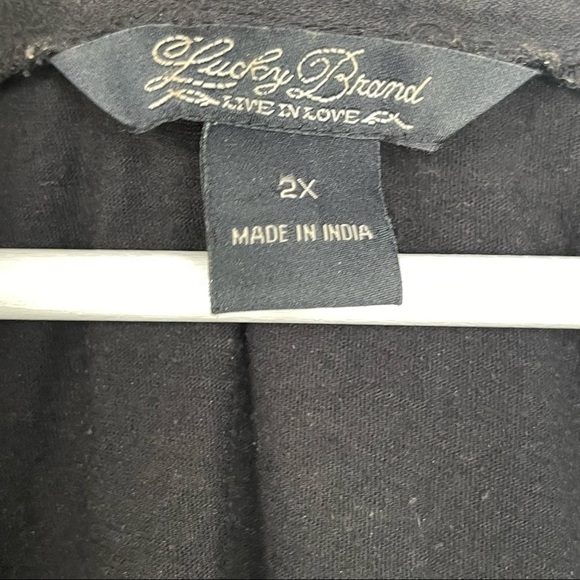 Lucky Brand
LIVE IN LOVE
2X
MADE IN INDIA